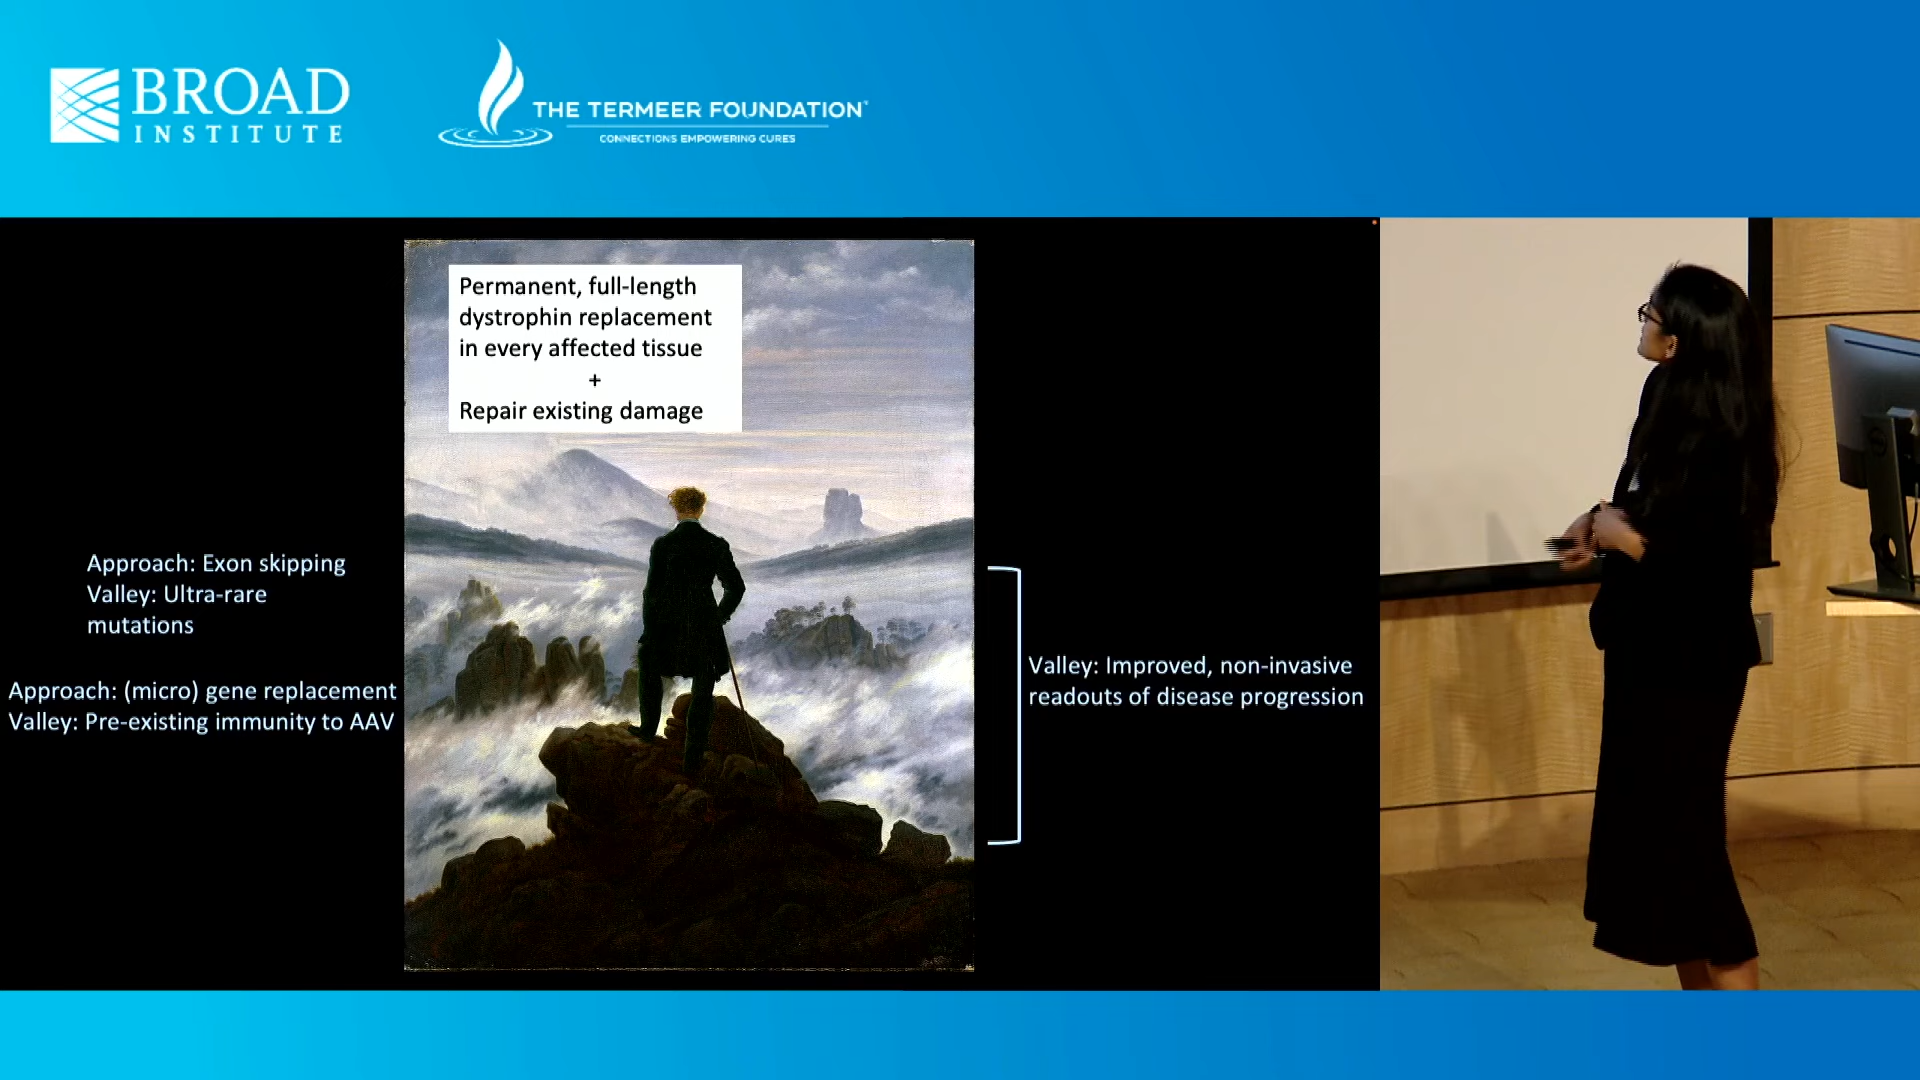 BROAD
INSTITUTE
THE TERMEER FOUNDATION
CONNECTIONS EMPOWERING CURES
Permanent, full-length
dystrophin replacement
in every affected tissue
+
Repair existing damage
Approach: Exon skipping
Valley: Ultra-rare
mutations
Approach: (micro) gene replacement
Valley: Pre-existing immunity to AAV
Valley: Improved, non-invasive
readouts of disease progression